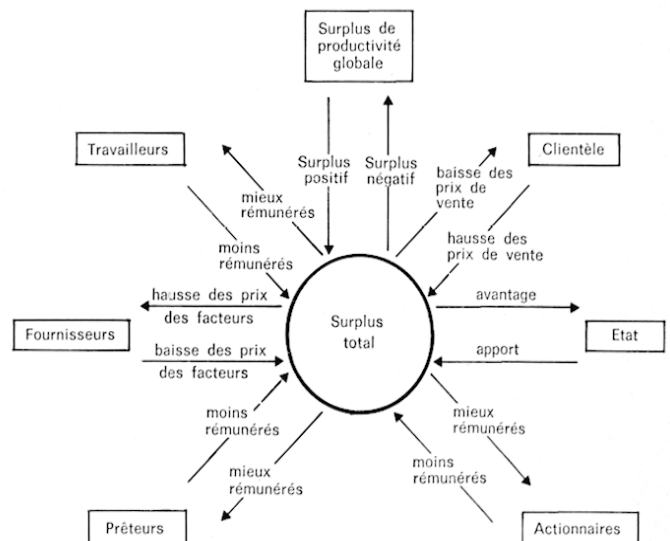 Surplus de
productivité
globale
Travailleurs
Clientèle
Surplus
positif
Surplus
négatif
baisse des
prix de
vente
mieux
rémunérés
moins
rémunérés
hausse des
prix de vente
hausse des prix
des facteurs
avantage
Fournisseurs
Surplus
total
Etat
baisse des prix
des facteurs
apport
moins
rémunérés
mieux
rémunérés
mieux
rémunérés
moins
rémunérés
Prêteurs
Actionnaires